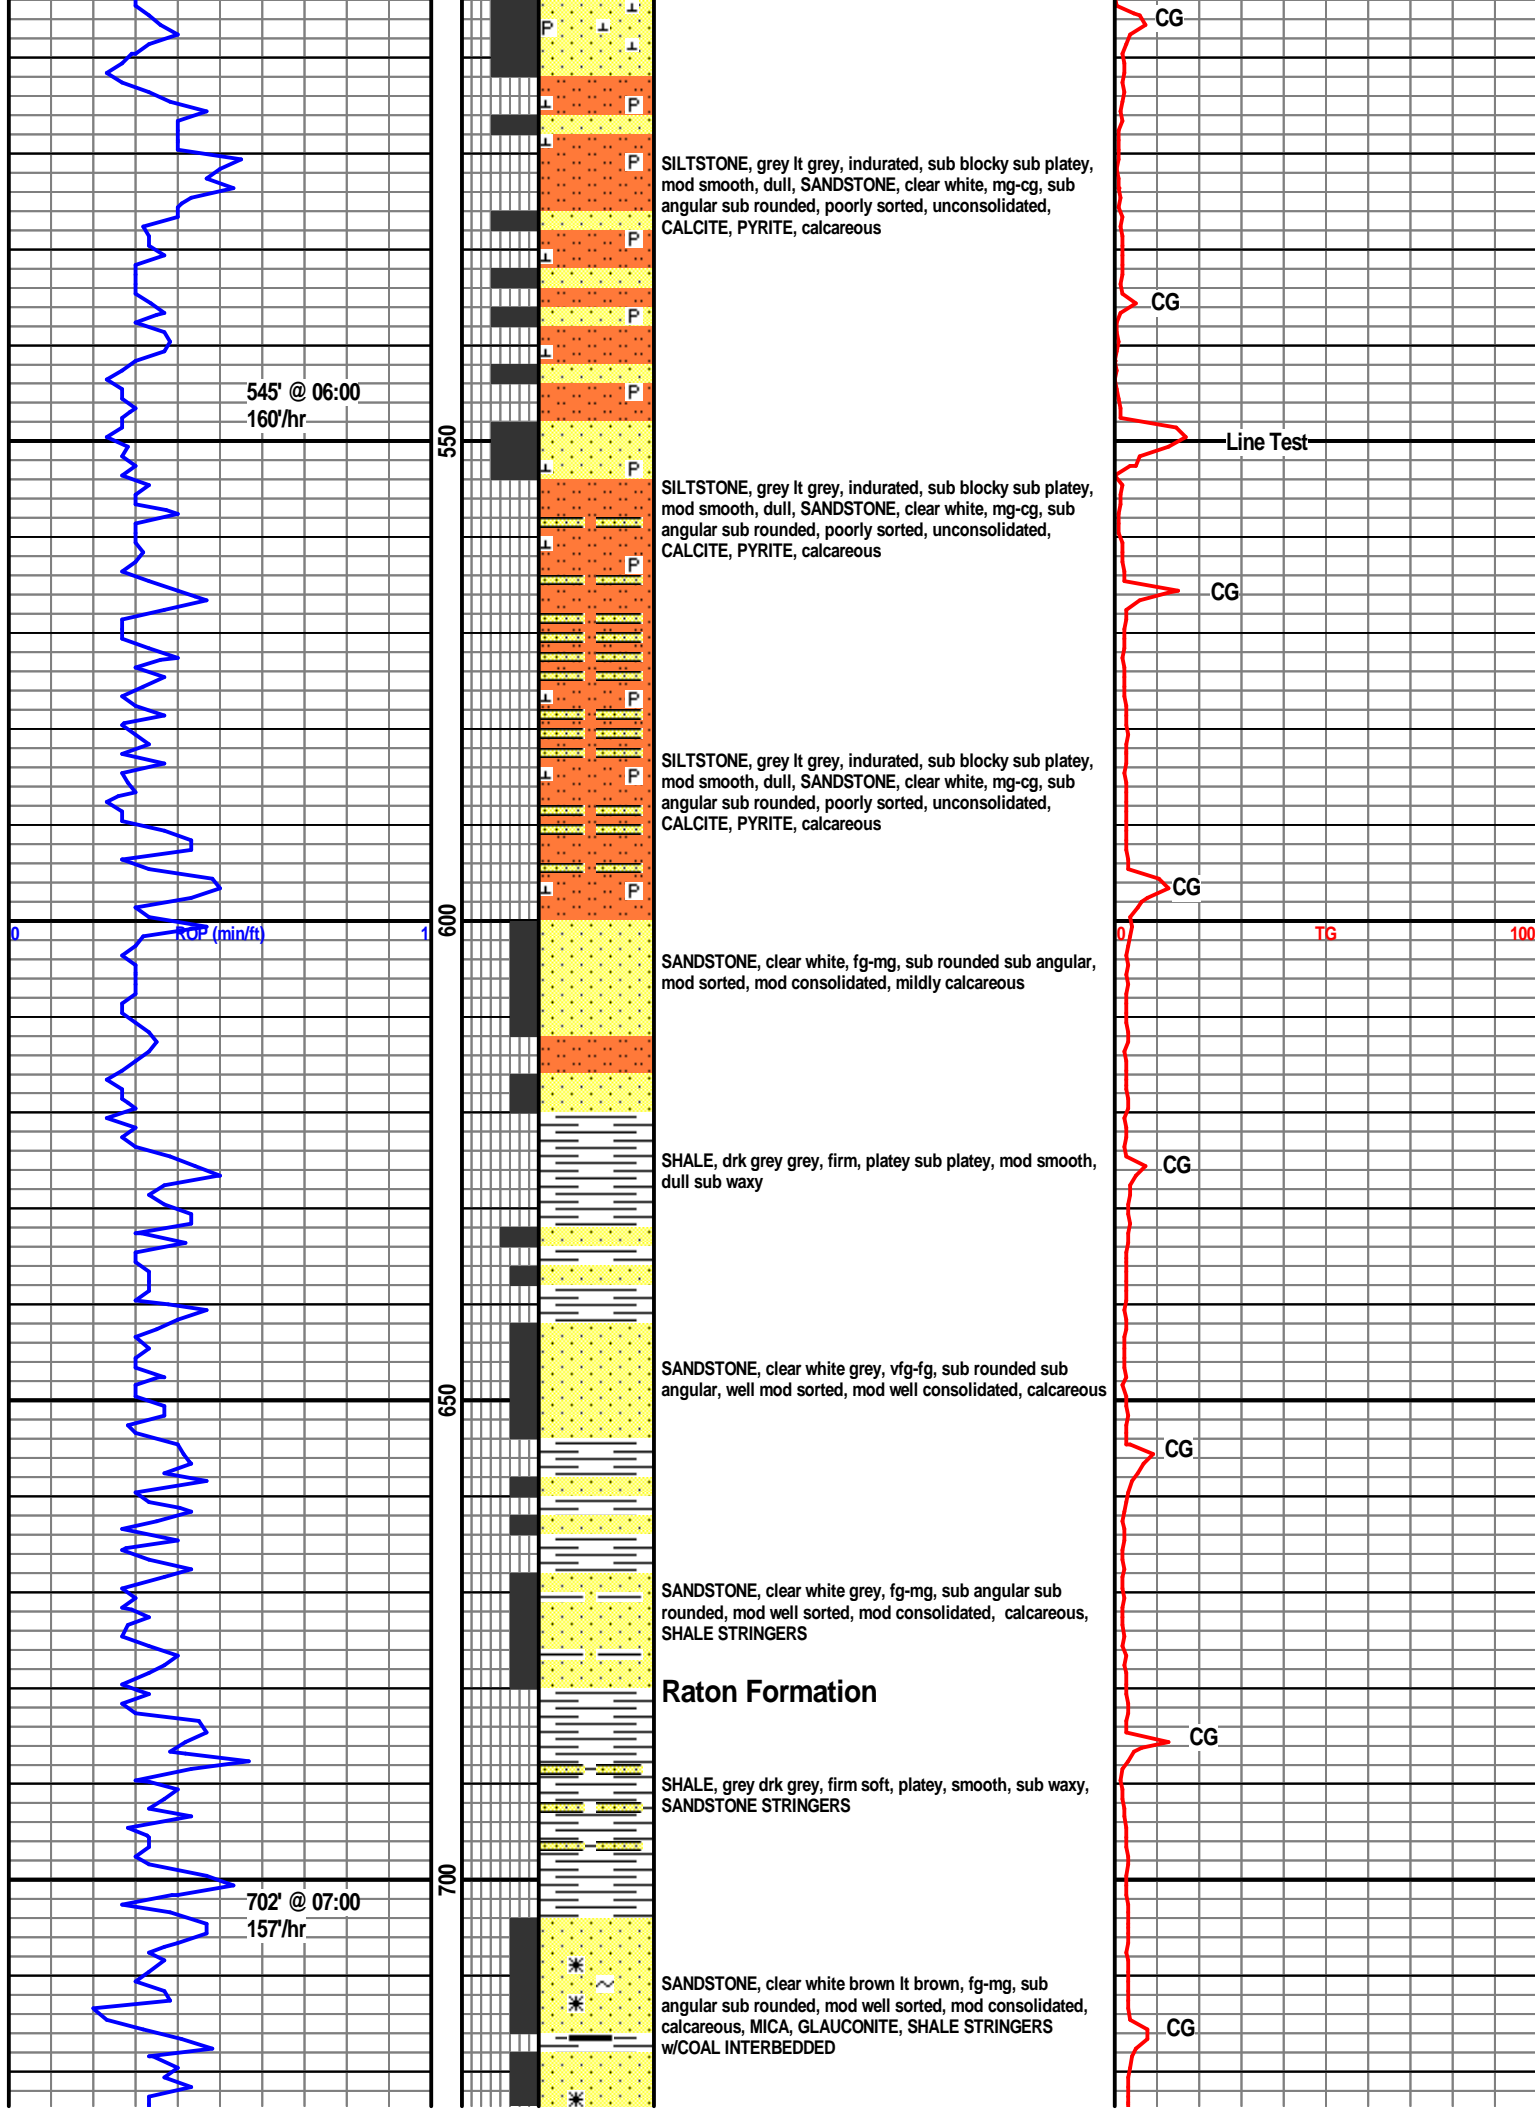 CG
P
P
P
SILTSTONE, grey lt grey, indurated, sub blocky sub platey,
mod smooth, dull, SANDSTONE, clear white, mg-cg, sub
angular sub rounded, poorly sorted, unconsolidated,
CALCITE, PYRITE, calcareous
P
CG
P
545' @ 06:00
160'/hr
P
550
Line Test
P
SILTSTONE, grey lt grey, indurated, sub blocky sub platey,
mod smooth, dull, SANDSTONE, clear white, mg-cg, sub
angular sub rounded, poorly sorted, unconsolidated,
CALCITE, PYRITE, calcareous
P
CG
P
SILTSTONE, grey lt grey, indurated, sub blocky sub platey,
mod smooth, dull, SANDSTONE, clear white, mg-cg, sub
angular sub rounded, poorly sorted, unconsolidated,
CALCITE, PYRITE, calcareous
P
P
CG
600
0 ROP (min/ft) 1
0 TG 100
SANDSTONE, clear white, fg-mg, sub rounded sub angular,
mod sorted, mod consolidated, mildly calcareous
SHALE, drk grey grey, firm, platey sub platey, mod smooth,
dull sub waxy
CG
SANDSTONE, clear white grey, vfg-fg, sub rounded sub
angular, well mod sorted, mod well consolidated, calcareous
650
CG
SANDSTONE, clear white grey, fg-mg, sub angular sub
rounded, mod well sorted, mod consolidated, calcareous,
SHALE STRINGERS
Raton Formation
CG
SHALE, grey drk grey, firm soft, platey, smooth, sub waxy,
SANDSTONE STRINGERS
700
702' @ 07:00
157'/hr
SANDSTONE, clear white brown lt brown, fg-mg, sub
angular sub rounded, mod well sorted, mod consolidated,
calcareous, MICA, GLAUCONITE, SHALE STRINGERS
w/COAL INTERBEDDED
CG